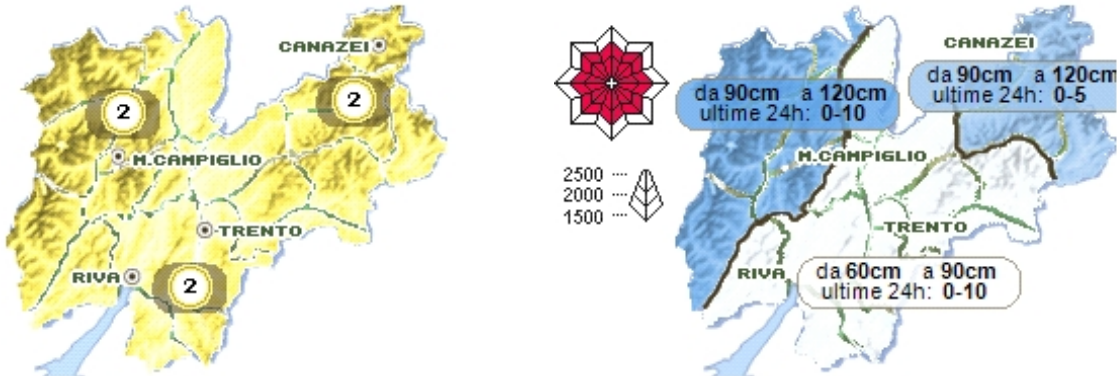 CANAZEI
2
2
M.CAMPIGLIO
TRENTO
RIVA
2
CANAZEI
da 90cm a 120cm
ultime 24h: 0-5
da 90cm a 120cm
ultime 24h: 0-10
M.CAMPIGLIO
2500
2000
1500
TRENTO
RIVA
da 60cm a 90cm
ultime 24h: 0-10